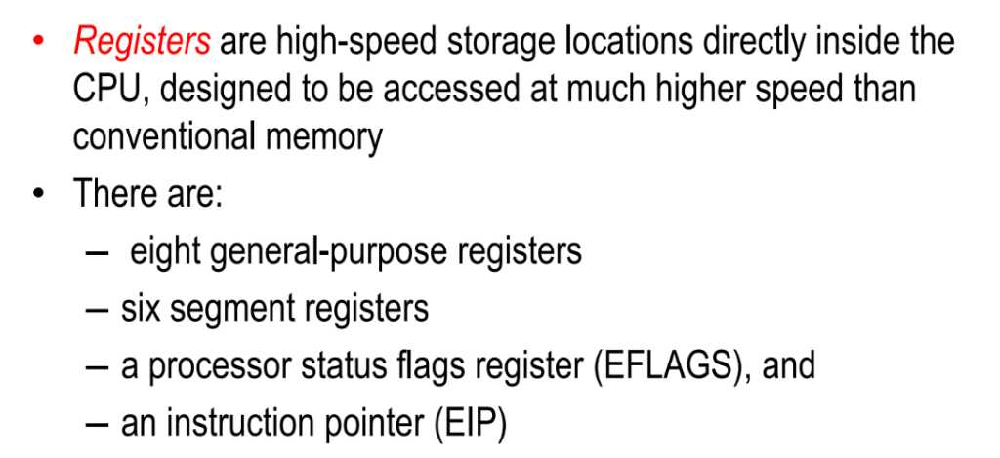 • Registers are high-speed storage locations directly inside the
CPU, designed to be accessed at much higher speed than
conventional memory
• There are:
– eight general-purpose registers
– six segment registers
– a processor status flags register (EFLAGS), and
– an instruction pointer (EIP)